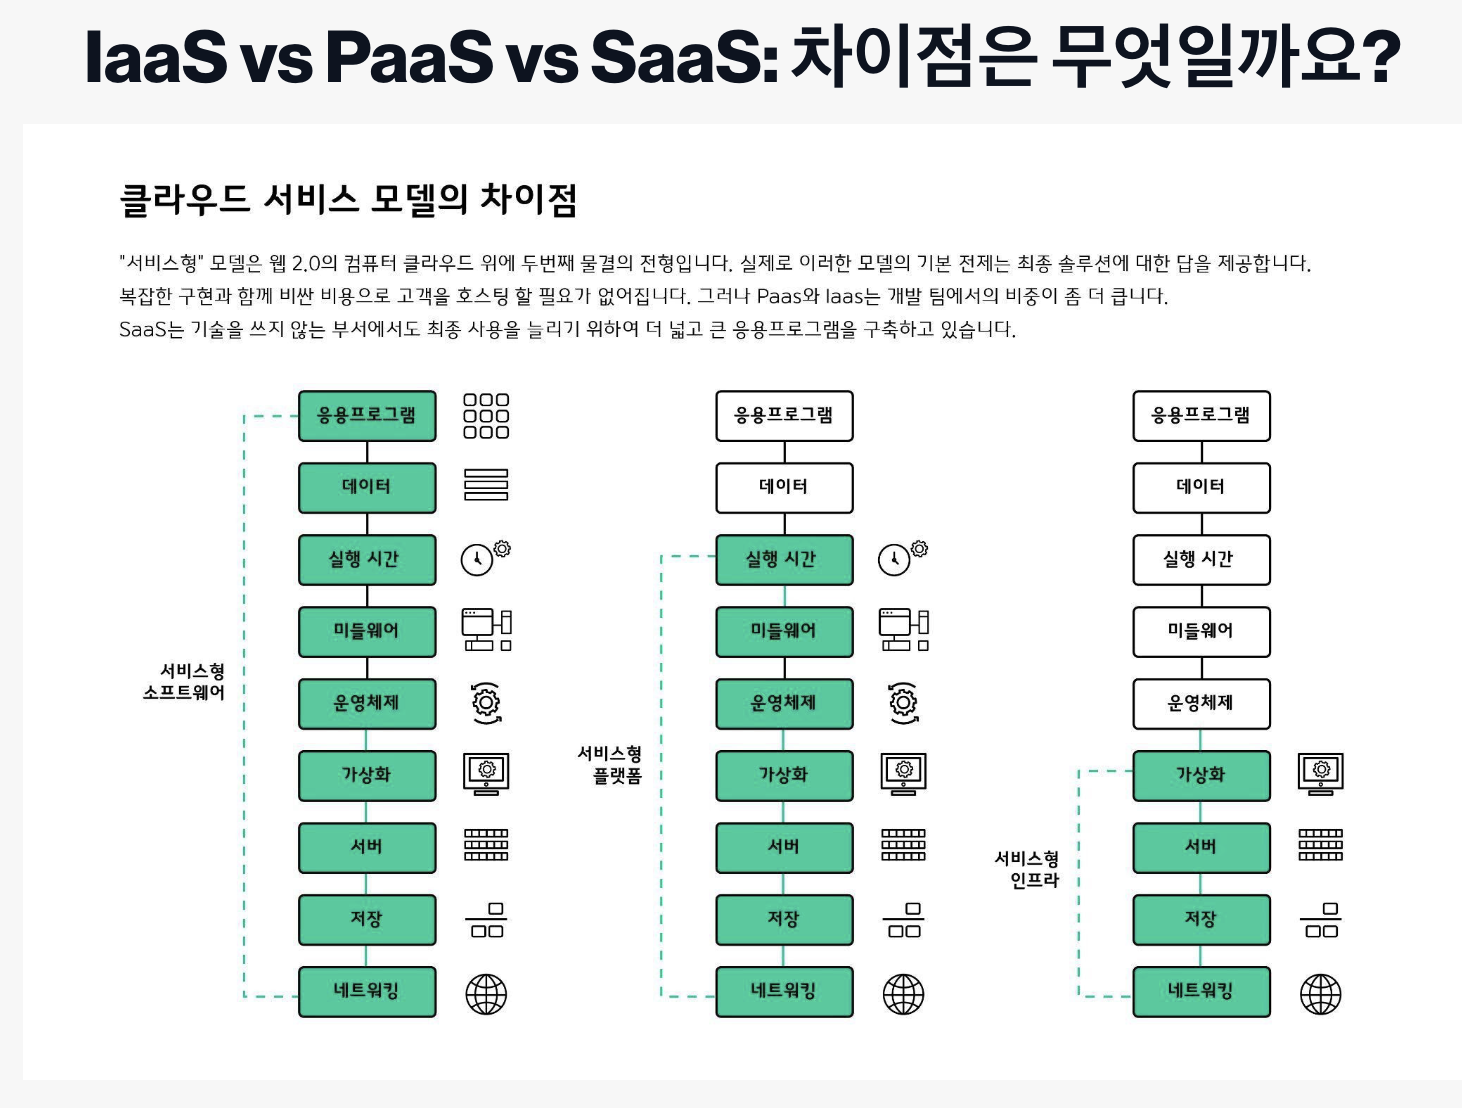 IaaS vs PaaS vs SaaS: 차이점은 무엇일까요?
클라우드 서비스 모델의 차이점
"서비스형" 모델은 웹 2.0의 컴퓨터 클라우드 위에 두번째 물결의 전형입니다. 실제로 이러한 모델의 기본 전제는 최종 솔루션에 대한 답을 제공합니다.
복잡한 구현과 함께 비싼 비용으로 고객을 호스팅 할 필요가 없어집니다. 그러나 Paas와 Iaas는 개발 팀에서의 비중이 좀 더 큽니다.
SaaS는 기술을 쓰지 않는 부서에서도 최종 사용을 늘리기 위하여 더 넓고 큰 응용프로그램을 구축하고 있습니다.
서비스형
소프트웨어
응용프로그램
데이터
실행 시간
미들웨어
운영체제
가상화
서버
저장
네트워킹
서비스형
플랫폼
응용프로그램
데이터
실행 시간
미들웨어
운영체제
가상화
서버
저장
네트워킹
서비스형
인프라
응용프로그램
데이터
실행 시간
미들웨어
운영체제
가상화
서버
저장
네트워킹